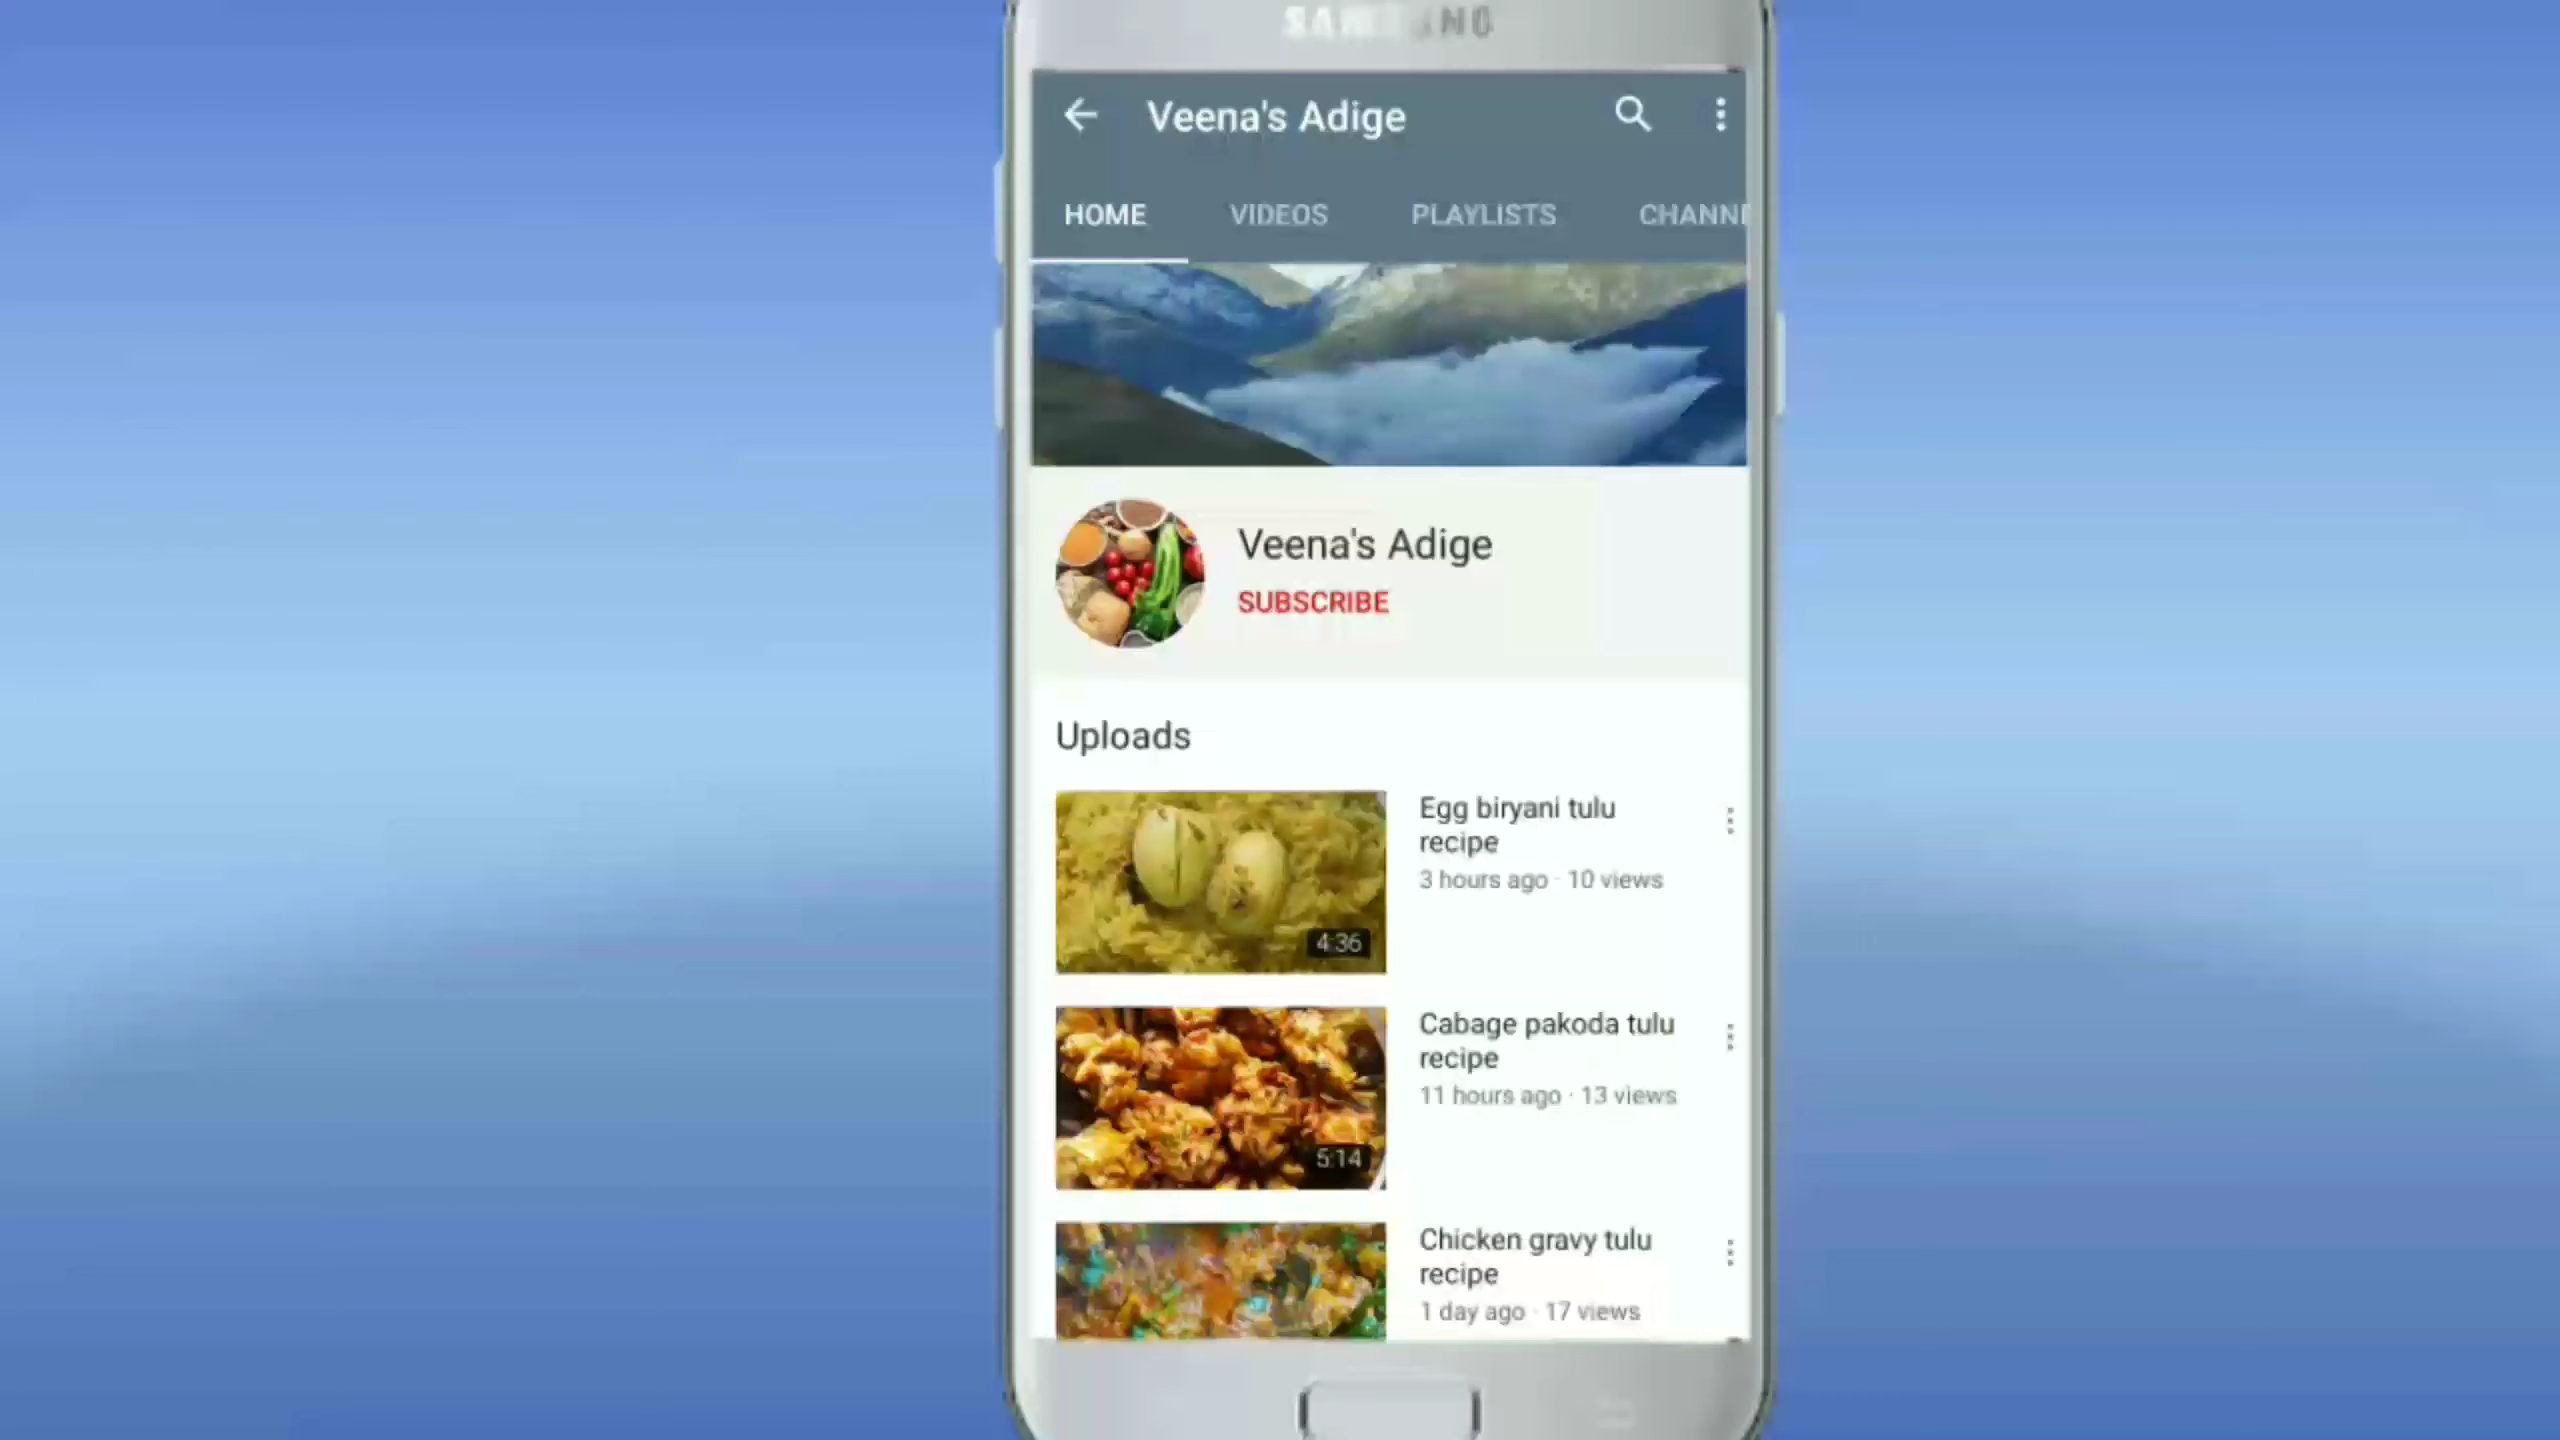 Veena's Adige
HOME VIDEOS PLAYLISTS CHANNE
Veena's Adige
SUBSCRIBE
Uploads
Egg biryani tulu
recipe
3 hours ago · 10 views
4:36
Cabage pakoda tulu
recipe
11 hours ago · 13 views
5:14
Chicken gravy tulu
recipe
1 day ago · 17 views